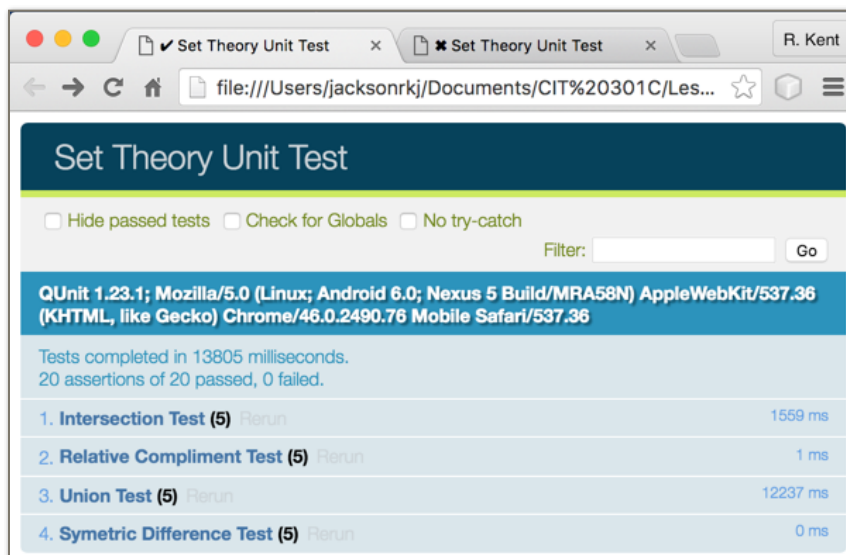 ✔ Set Theory Unit Test ×
✖ Set Theory Unit Test ×
R. Kent
file:///Users/jacksonrkj/Documents/CIT%20301C/Les...
Set Theory Unit Test
Hide passed tests Check for Globals No try-catch
Filter: Go
QUnit 1.23.1; Mozilla/5.0 (Linux; Android 6.0; Nexus 5 Build/MRA58N) AppleWebKit/537.36
(KHTML, like Gecko) Chrome/46.0.2490.76 Mobile Safari/537.36
Tests completed in 13805 milliseconds.
20 assertions of 20 passed, 0 failed.
1. Intersection Test (5) Rerun 1559 ms
2. Relative Compliment Test (5) Rerun 1 ms
3. Union Test (5) Rerun 12237 ms
4. Symetric Difference Test (5) Rerun 0 ms